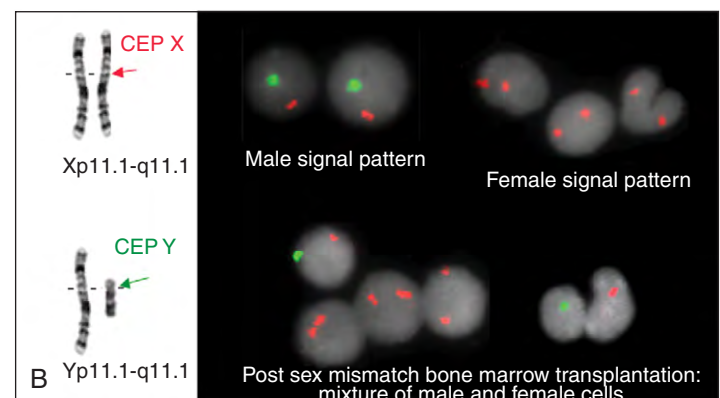 CEP X
Xp11.1-q11.1
Male signal pattern
Female signal pattern
CEP Y
B
Yp11.1-q11.1
Post sex mismatch bone marrow transplantation:
mixture of male and female cells